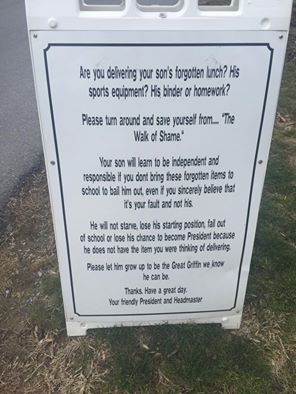 Are you delivering your son's forgotten lunch? His
sports equipment? His binder or homework?
Please turn around and save yourself from.... "The
Walk of Shame."
Your son will learn to be independent and
responsible if you dont bring these forgotten items to
school to bail him out, even if you sincerely believe that
it's your fault and not his.
He will not starve, lose his starting position, fail out
of school or lose his chance to become President because
he does not have the item you were thinking of delivering.
Please let him grow up to be the Great Griffin we know
he can be.
Thanks. Have a great day.
Your friendly President and Headmaster